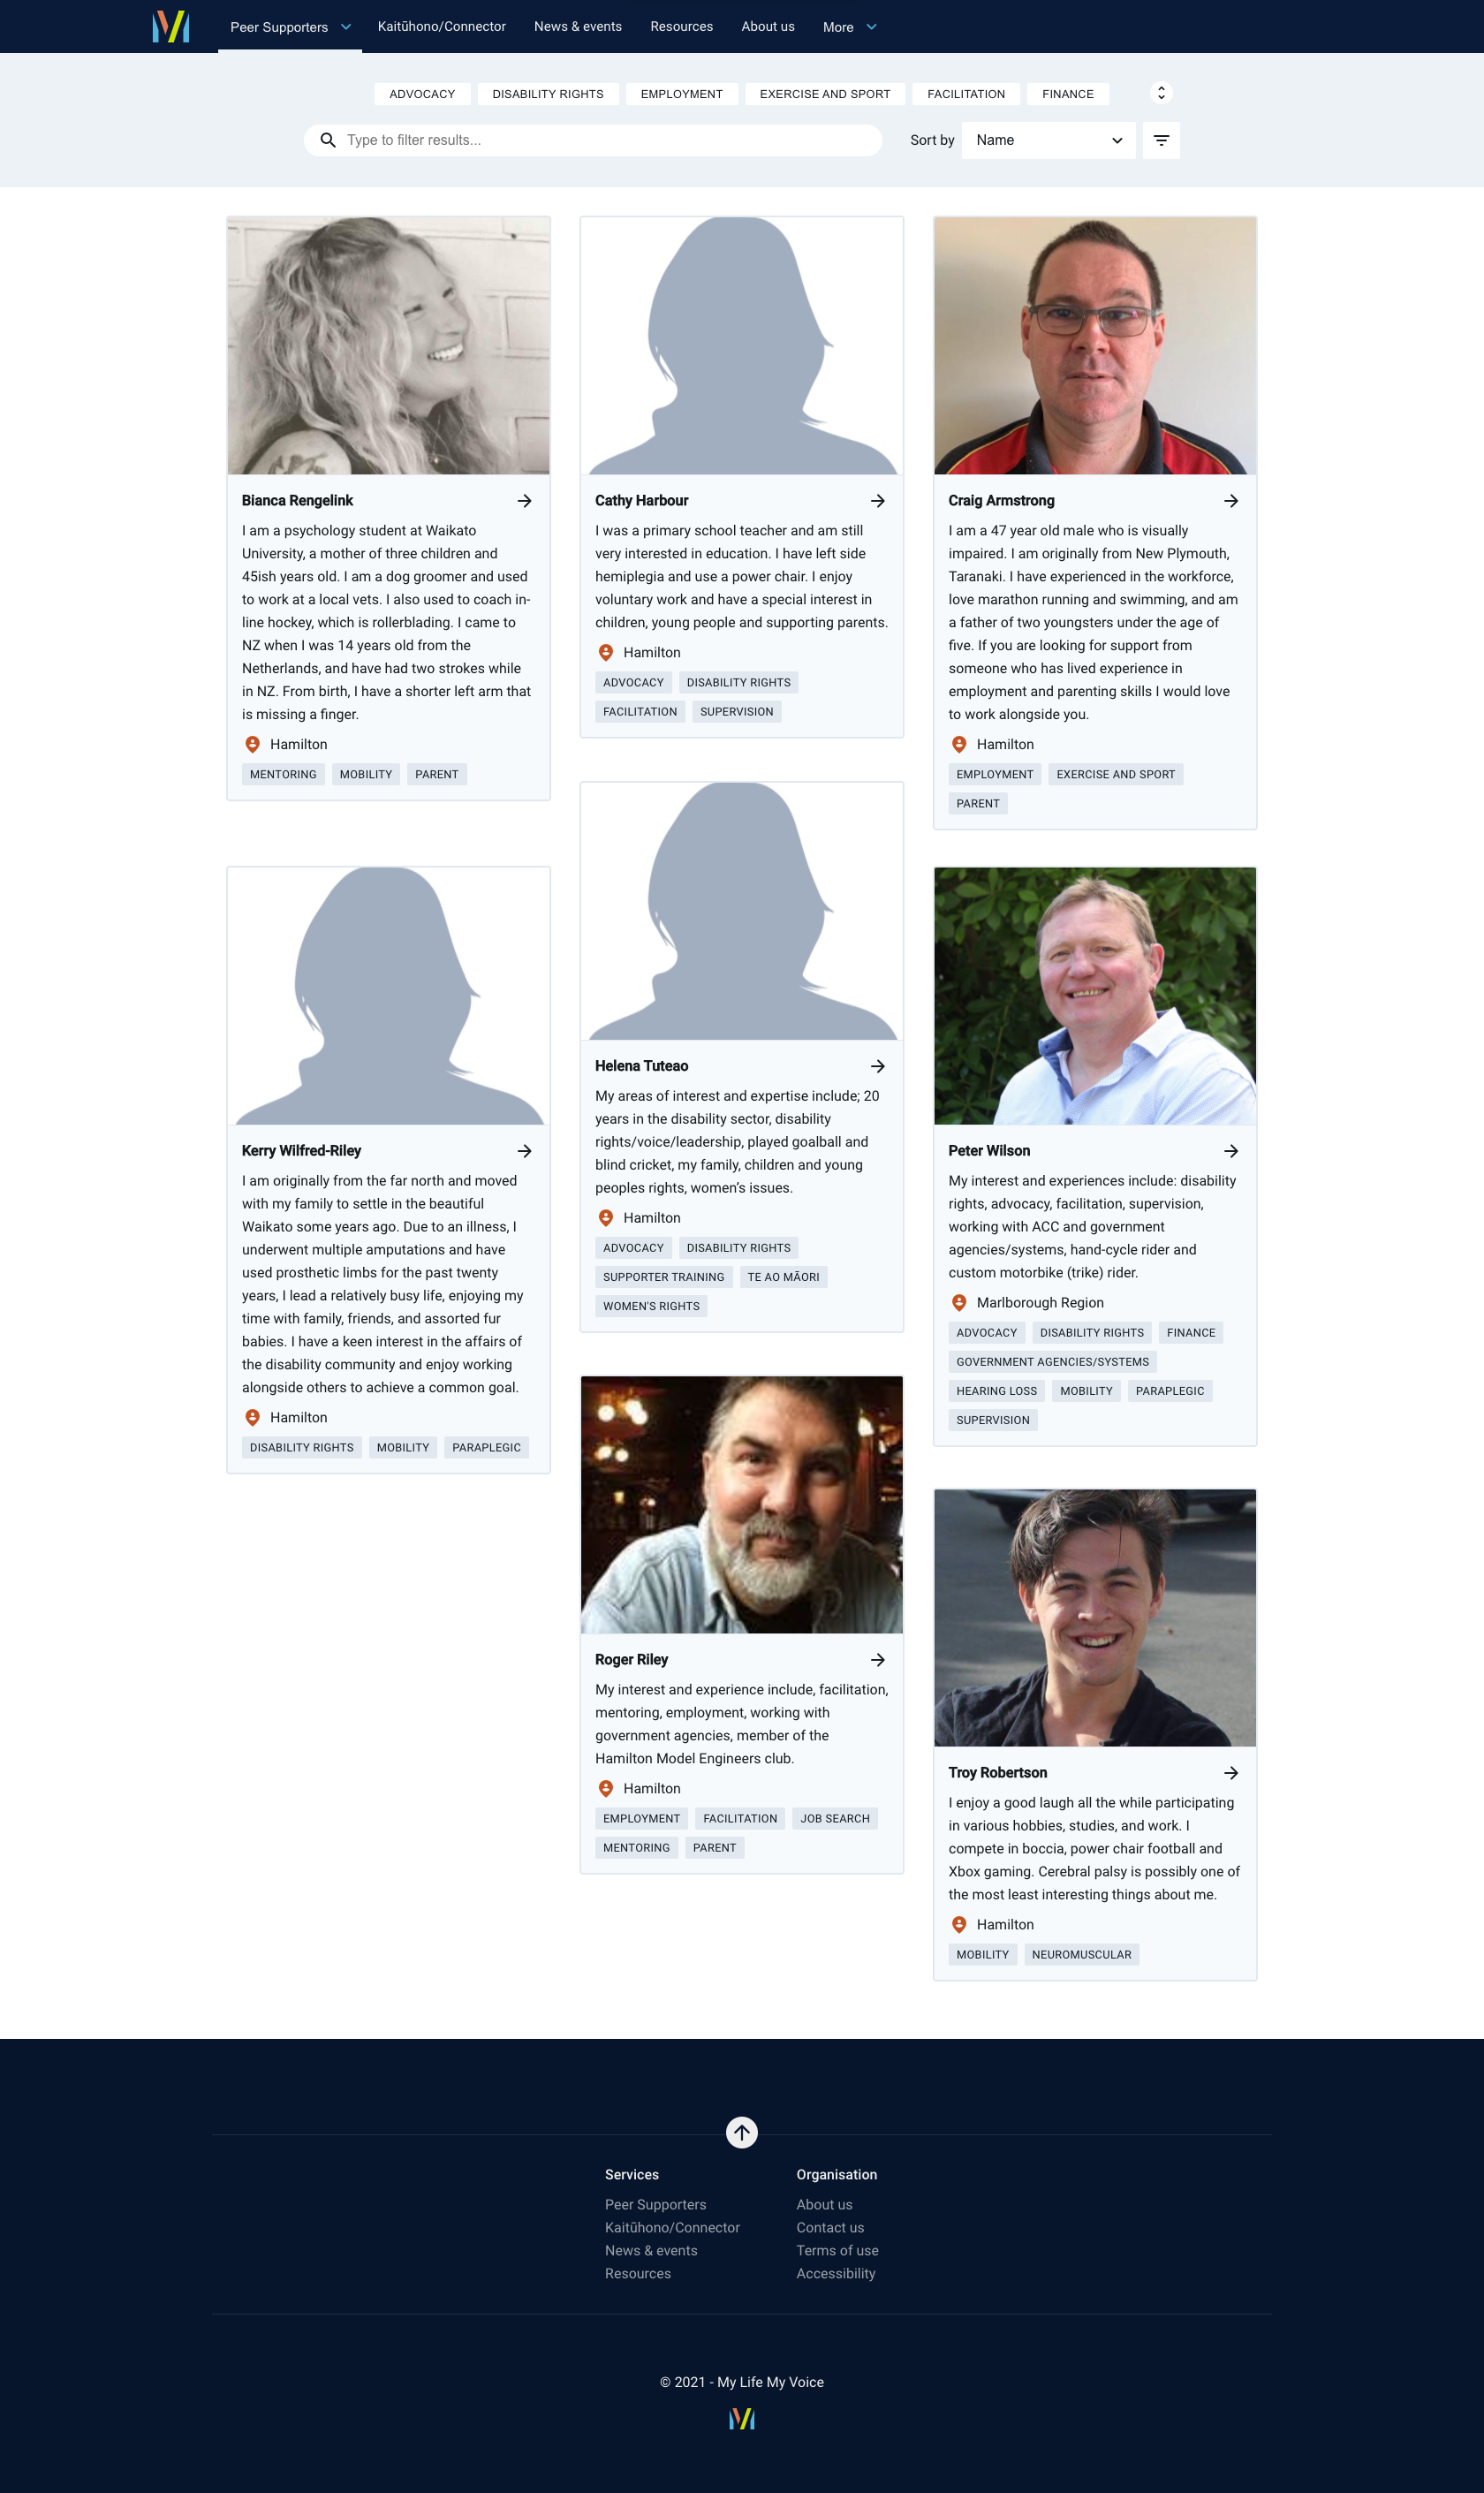 Peer Supporters
Kaitūhono/Connector
News & events
Resources
About us
More
ADVOCACY
DISABILITY RIGHTS
EMPLOYMENT
EXERCISE AND SPORT
FACILITATION
FINANCE
Type to filter results...
Sort by
Name
Bianca Rengelink
I am a psychology student at Waikato
University, a mother of three children and
45ish years old. I am a dog groomer and used
to work at a local vets. I also used to coach in-
line hockey, which is rollerblading. I came to
NZ when I was 14 years old from the
Netherlands, and have had two strokes while
in NZ. From birth, I have a shorter left arm that
is missing a finger.
Hamilton
MENTORING MOBILITY PARENT
Cathy Harbour
I was a primary school teacher and am still
very interested in education. I have left side
hemiplegia and use a power chair. I enjoy
voluntary work and have a special interest in
children, young people and supporting parents.
Hamilton
ADVOCACY DISABILITY RIGHTS
FACILITATION SUPERVISION
Craig Armstrong
I am a 47 year old male who is visually
impaired. I am originally from New Plymouth,
Taranaki. I have experienced in the workforce,
love marathon running and swimming, and am
a father of two youngsters under the age of
five. If you are looking for support from
someone who has lived experience in
employment and parenting skills I would love
to work alongside you.
Hamilton
EMPLOYMENT EXERCISE AND SPORT
PARENT
Helena Tuteao
My areas of interest and expertise include; 20
years in the disability sector, disability
rights/voice/leadership, played goalball and
blind cricket, my family, children and young
peoples rights, women's issues.
Hamilton
ADVOCACY DISABILITY RIGHTS
SUPPORTER TRAINING TE AO MĀORI
WOMEN'S RIGHTS
Kerry Wilfred-Riley
I am originally from the far north and moved
with my family to settle in the beautiful
Waikato some years ago. Due to an illness, I
underwent multiple amputations and have
used prosthetic limbs for the past twenty
years, I lead a relatively busy life, enjoying my
time with family, friends, and assorted fur
babies. I have a keen interest in the affairs of
the disability community and enjoy working
alongside others to achieve a common goal.
Hamilton
DISABILITY RIGHTS MOBILITY PARAPLEGIC
Peter Wilson
My interest and experiences include: disability
rights, advocacy, facilitation, supervision,
working with ACC and government
agencies/systems, hand-cycle rider and
custom motorbike (trike) rider.
Marlborough Region
ADVOCACY DISABILITY RIGHTS FINANCE
GOVERNMENT AGENCIES/SYSTEMS
HEARING LOSS MOBILITY PARAPLEGIC
SUPERVISION
Roger Riley
My interest and experience include, facilitation,
mentoring, employment, working with
government agencies, member of the
Hamilton Model Engineers club.
Hamilton
EMPLOYMENT FACILITATION JOB SEARCH
MENTORING PARENT
Troy Robertson
I enjoy a good laugh all the while participating
in various hobbies, studies, and work. I
compete in boccia, power chair football and
Xbox gaming. Cerebral palsy is possibly one of
the most least interesting things about me.
Hamilton
MOBILITY NEUROMUSCULAR
Services
Peer Supporters
Kaitūhono/Connector
News & events
Resources
Organisation
About us
Contact us
Terms of use
Accessibility
© 2021 - My Life My Voice